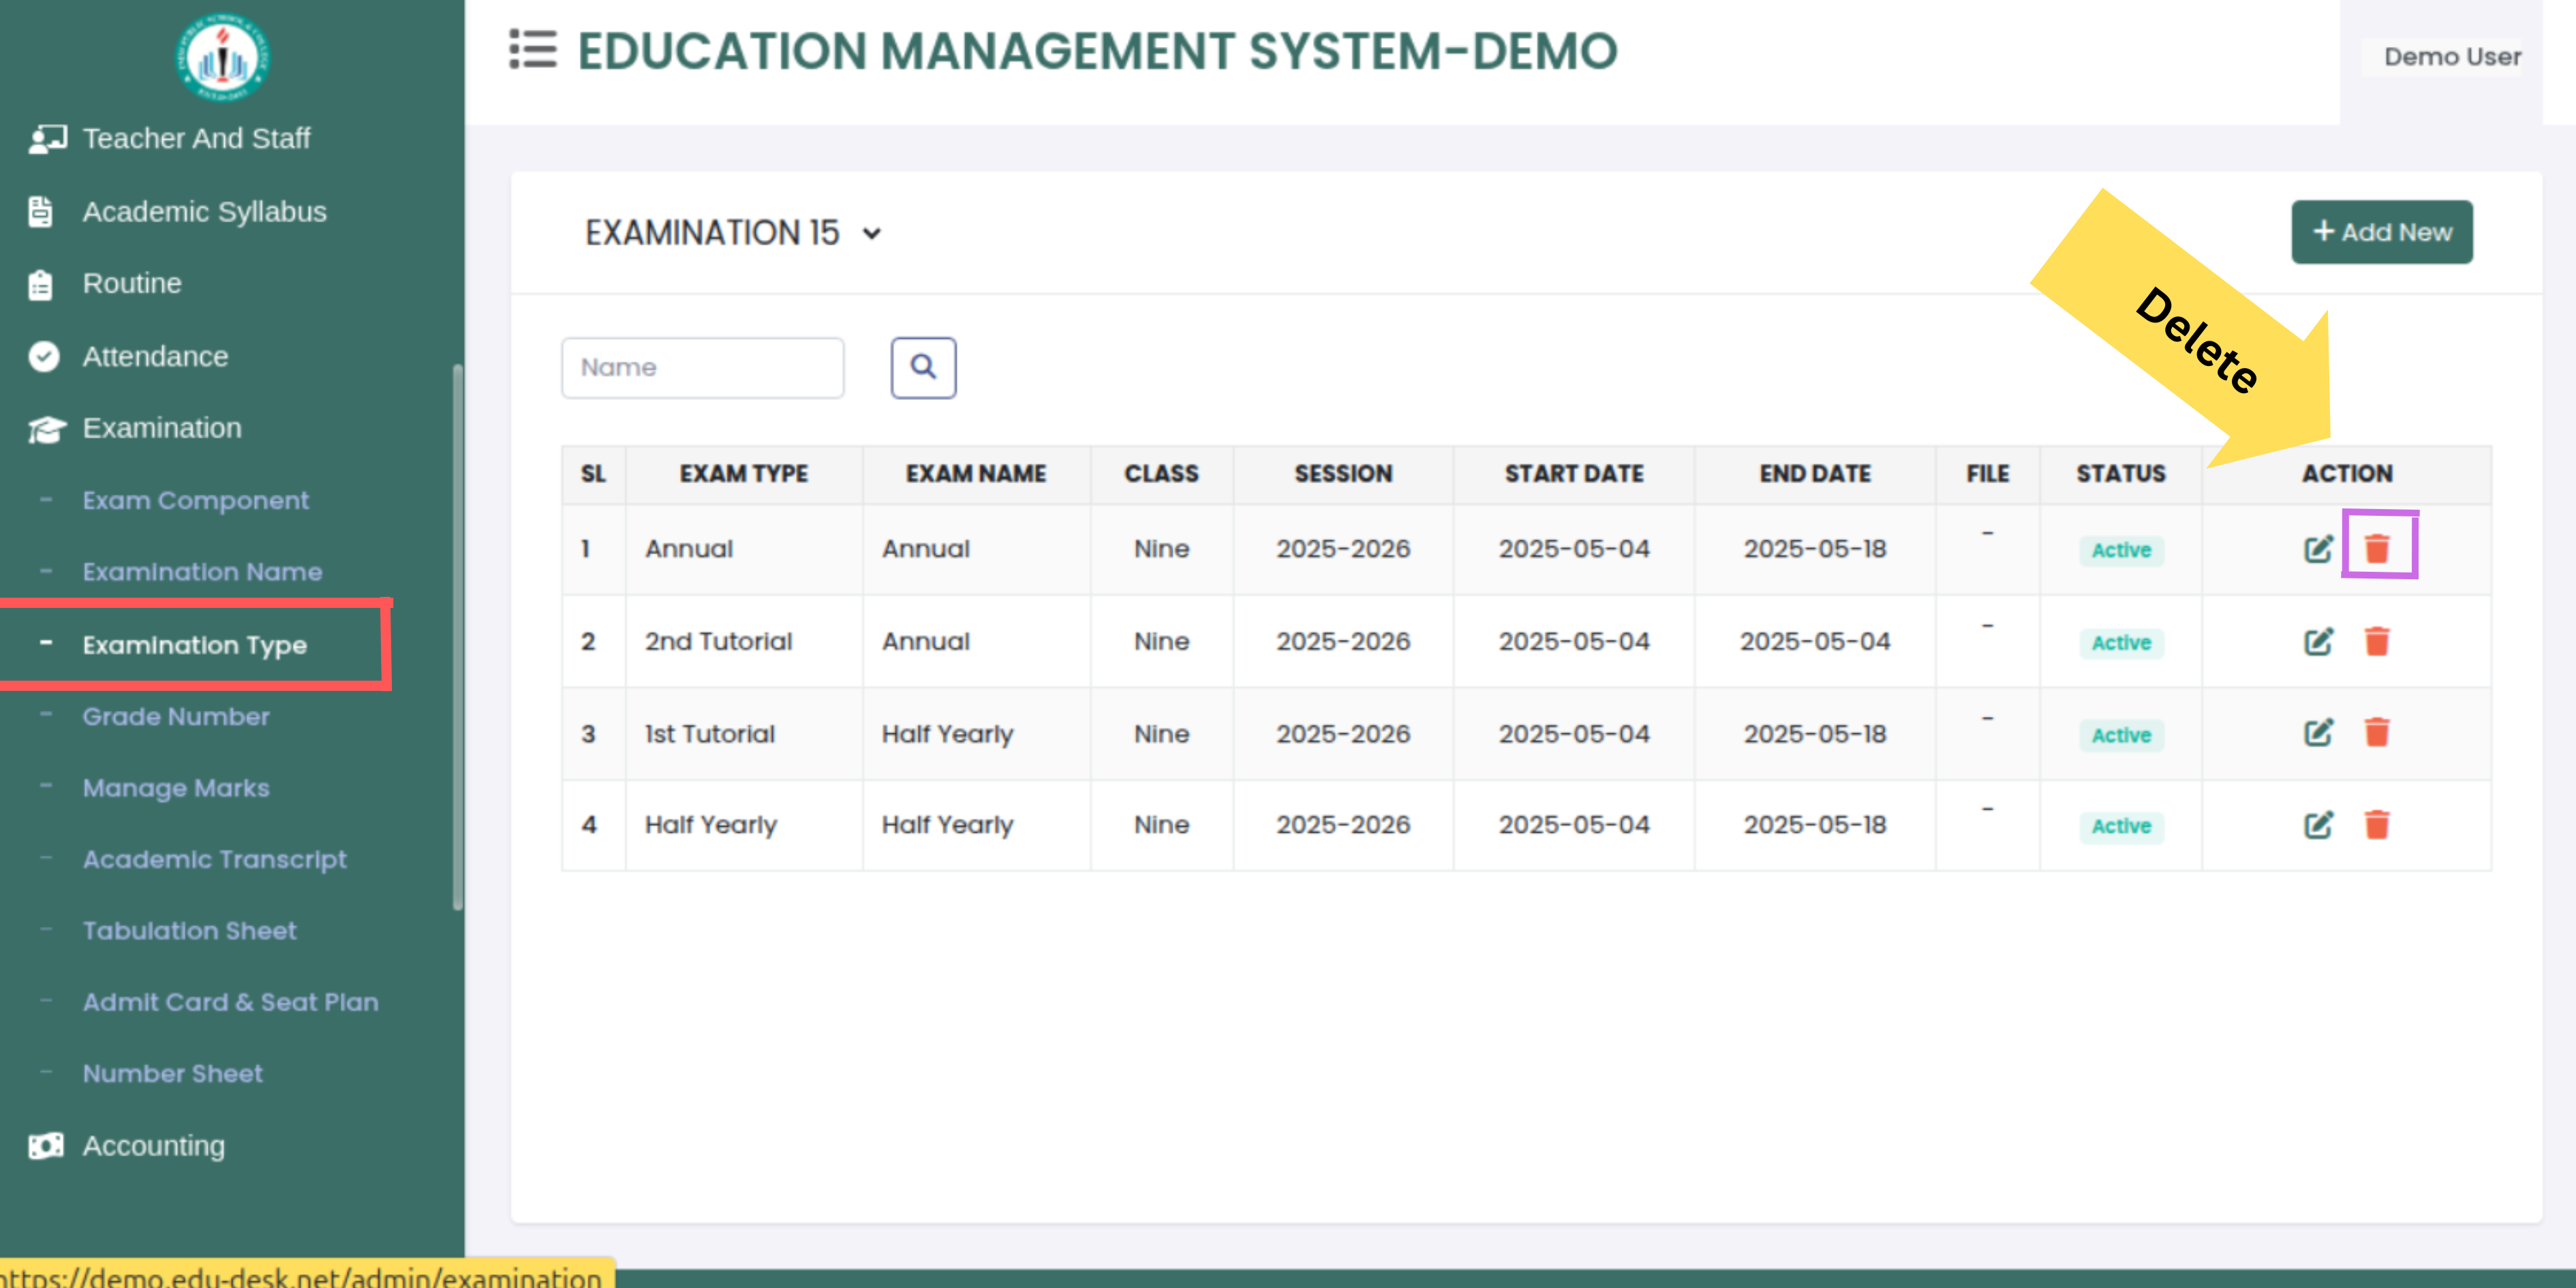 EDUCATION MANAGEMENT SYSTEM-DEMO
Demo User
Teacher And Staff
Academic Syllabus
Routine
Attendance
Examination
- Exam Component
- Examination Name
- Examination Type
- Grade Number
- Manage Marks
- Academic Transcript
- Tabulation Sheet
- Admit Card & Seat Plan
- Number Sheet
Accounting
EXAMINATION 15
+ Add New
Delete
Name
SL EXAM TYPE EXAM NAME CLASS SESSION START DATE END DATE FILE STATUS ACTION
1 Annual Annual Nine 2025-2026 2025-05-04 2025-05-18 - Active
2 2nd Tutorial Annual Nine 2025-2026 2025-05-04 2025-05-04 - Active
3 1st Tutorial Half Yearly Nine 2025-2026 2025-05-04 2025-05-18 - Active
4 Half Yearly Half Yearly Nine 2025-2026 2025-05-04 2025-05-18 - Active
https://demo.edu-desk.net/admin/examination